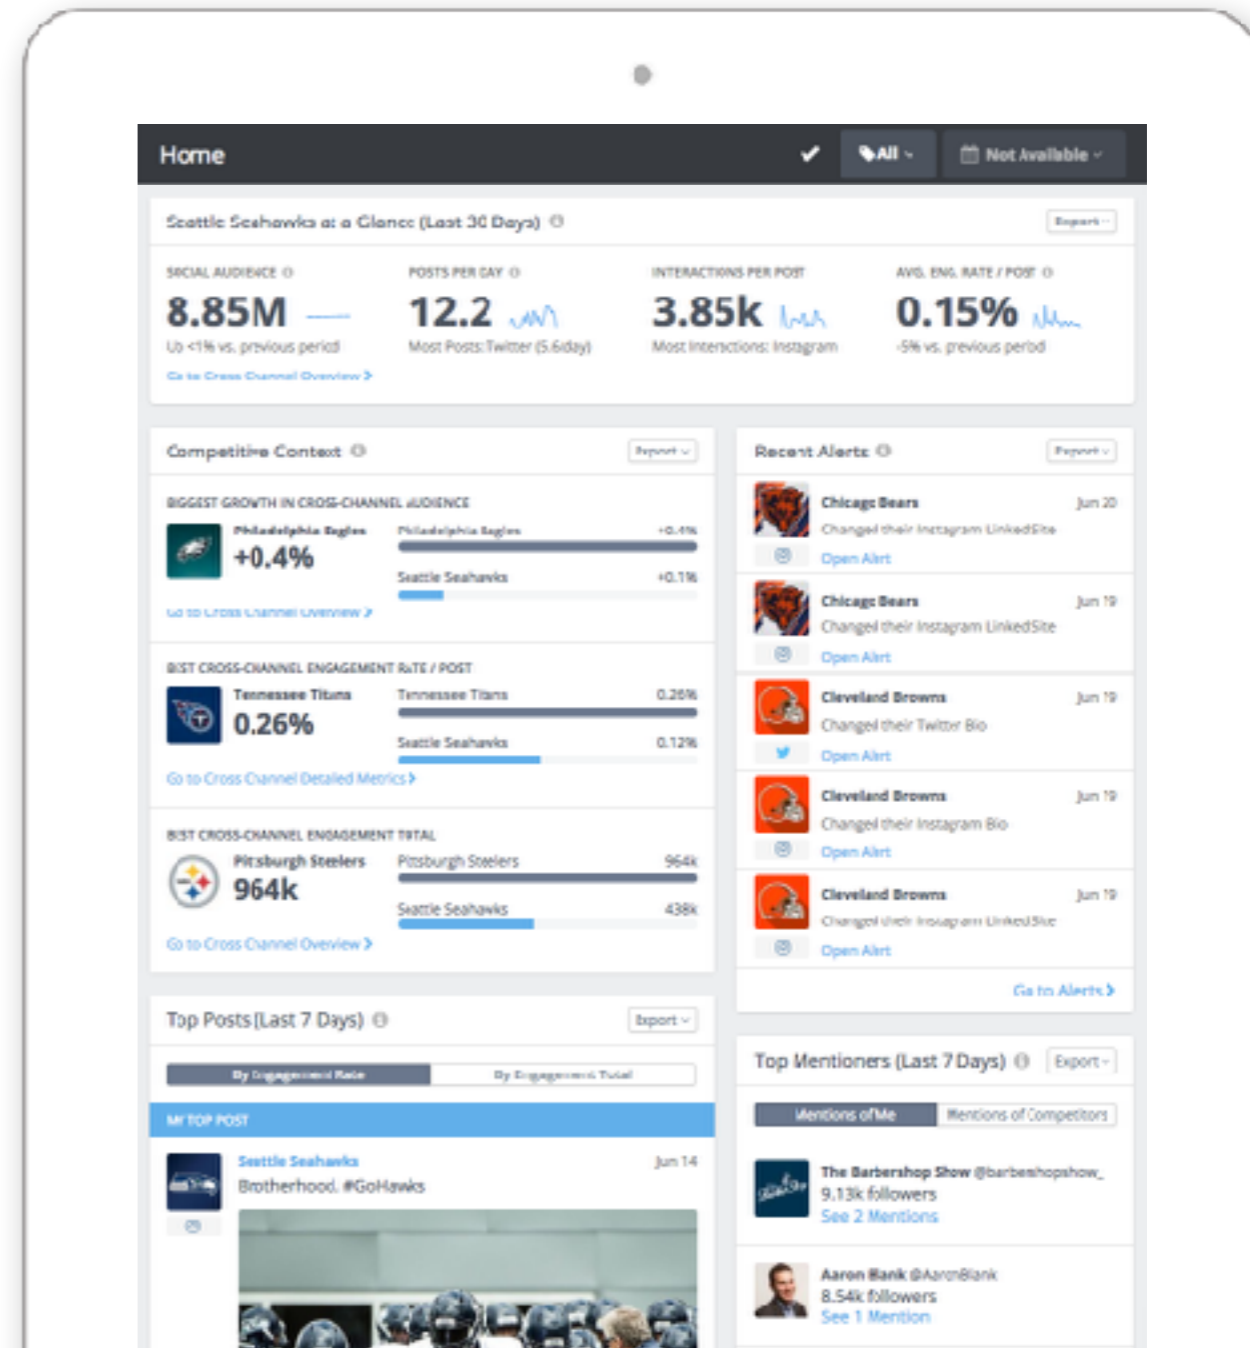 Home
All
Not Available
Seattle Seahawks at a Glance (Last 30 Days)
Export
SOCIAL AUDIENCE
8.85M
Up <1% vs. previous period
Go to Cross Channel Overview
POSTS PER DAY
12.2
Most Posts: Twitter (5.6/day)
INTERACTIONS PER POST
3.85k
Most Interactions: Instagram
AVG. ENG. RATE / POST
0.15%
-5% vs. previous period
Competitive Context
Export
BIGGEST GROWTH IN CROSS-CHANNEL AUDIENCE
Philadelphia Eagles
+0.4%
Philadelphia Eagles
+0.4%
Seattle Seahawks
+0.1%
Go to Cross Channel Overview
BEST CROSS-CHANNEL ENGAGEMENT RATE / POST
Tennessee Titans
0.26%
Tennessee Titans
0.26%
Seattle Seahawks
0.12%
Go to Cross Channel Detailed Metrics
BEST CROSS-CHANNEL ENGAGEMENT TOTAL
Pittsburgh Steelers
964k
Pittsburgh Steelers
964k
Seattle Seahawks
438k
Go to Cross Channel Overview
Recent Alerts
Export
Chicago Bears
Jun 20
Changed their Instagram LinkedSite
Open Alert
Chicago Bears
Jun 19
Changed their Instagram LinkedSite
Open Alert
Cleveland Browns
Jun 19
Changed their Twitter Bio
Open Alert
Cleveland Browns
Jun 19
Changed their Instagram Bio
Open Alert
Cleveland Browns
Jun 19
Changed their Instagram LinkedSite
Open Alert
Go to Alerts
Top Posts (Last 7 Days)
Export
By Engagement Rate
By Engagement Total
MY TOP POST
Seattle Seahawks
Jun 14
Brotherhood. #GoHawks
Top Mentioners (Last 7 Days)
Export
Mentions of Me
Mentions of Competitors
The Barbershop Show @barbershopshow_
9.13k followers
See 2 Mentions
Aaron Blank @AaronBlank
8.54k followers
See 1 Mention